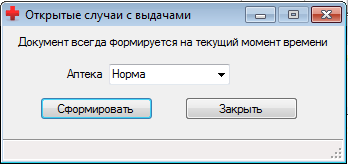 Открытые случаи с выдачами
Документ всегда формируется на текущий момент времени
Аптека Норма
Сформировать Закрыть